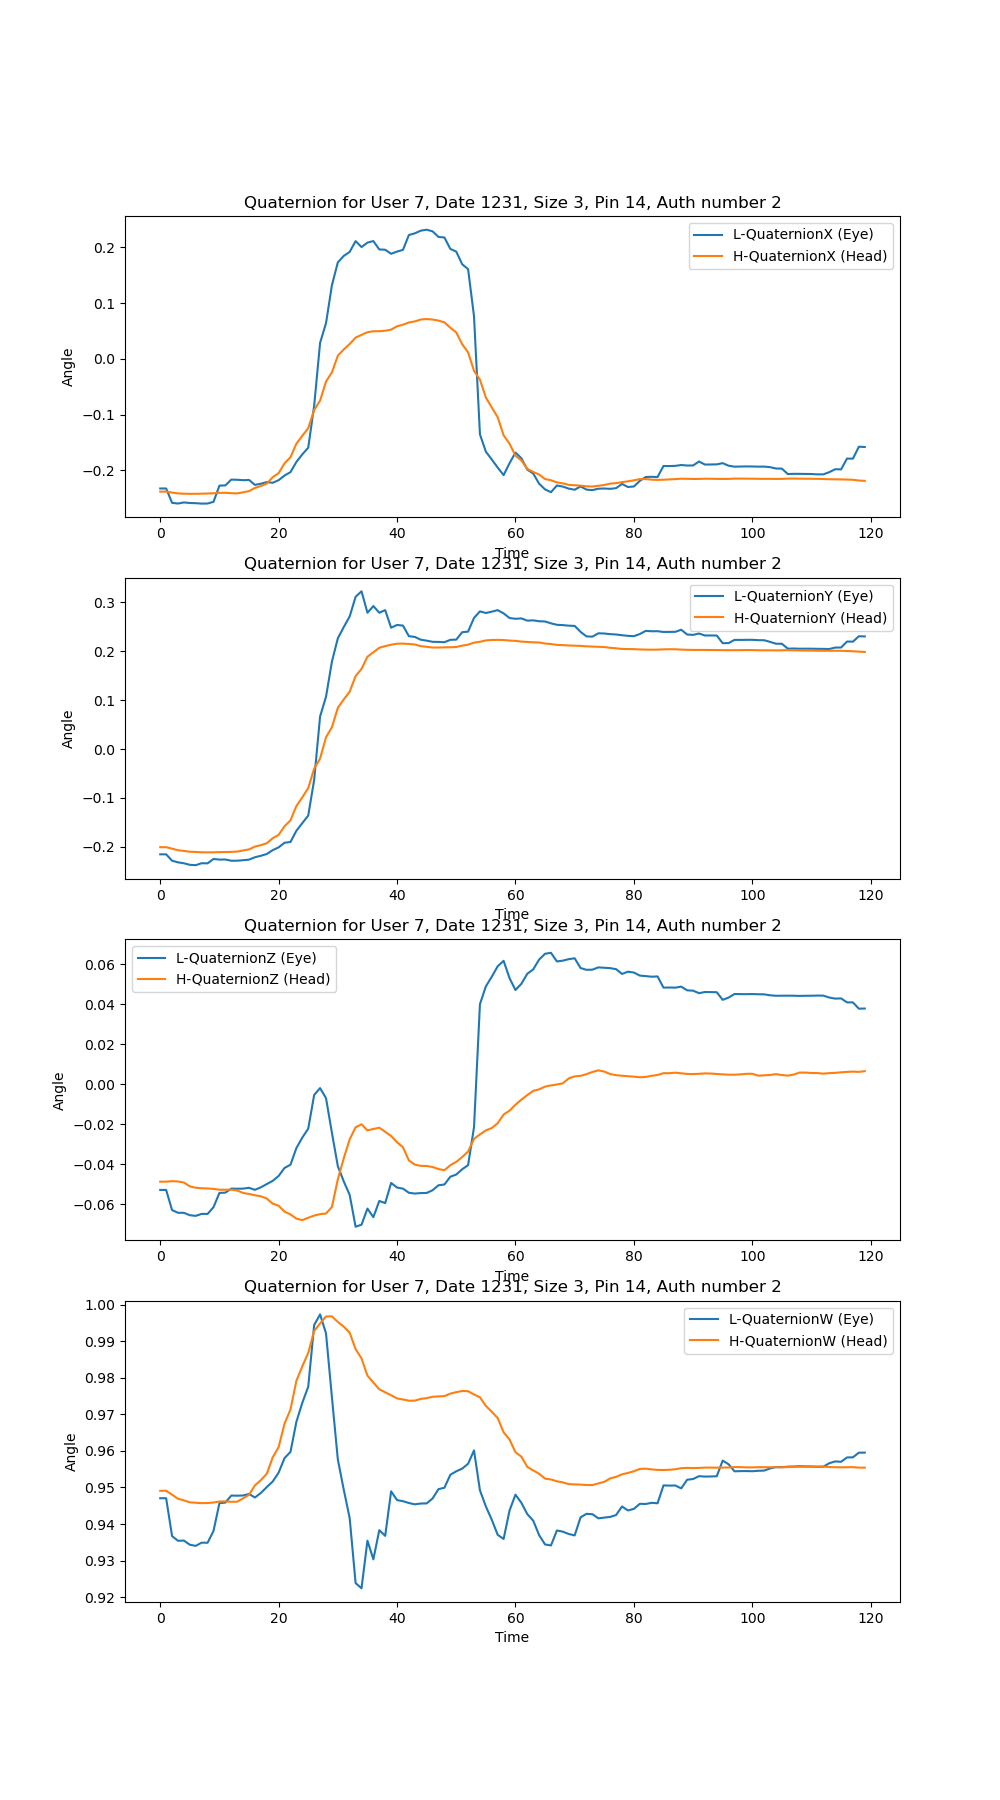 Quaternion for User 7, Date 1231, Size 3, Pin 14, Auth number 2
L-QuaternionX (Eye)
H-QuaternionX (Head)
Angle
0.2
0.1
0.0
−0.1
−0.2
0 20 40 60 80 100 120
Time
Quaternion for User 7, Date 1231, Size 3, Pin 14, Auth number 2
L-QuaternionY (Eye)
H-QuaternionY (Head)
Angle
0.3
0.2
0.1
0.0
−0.1
−0.2
0 20 40 60 80 100 120
Time
Quaternion for User 7, Date 1231, Size 3, Pin 14, Auth number 2
L-QuaternionZ (Eye)
H-QuaternionZ (Head)
Angle
0.06
0.04
0.02
0.00
−0.02
−0.04
−0.06
0 20 40 60 80 100 120
Time
Quaternion for User 7, Date 1231, Size 3, Pin 14, Auth number 2
L-QuaternionW (Eye)
H-QuaternionW (Head)
Angle
1.00
0.99
0.98
0.97
0.96
0.95
0.94
0.93
0.92
0 20 40 60 80 100 120
Time